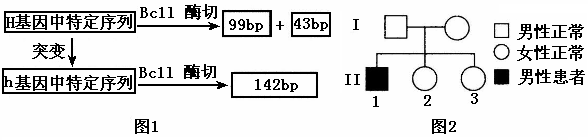 H基因中特定序列 Bcl1 酶切 99bp + 43bp
突变
h基因中特定序列 Bcl1 酶切 142bp
图1
I
II
1 2 3
男性正常
女性正常
男性患者
图2